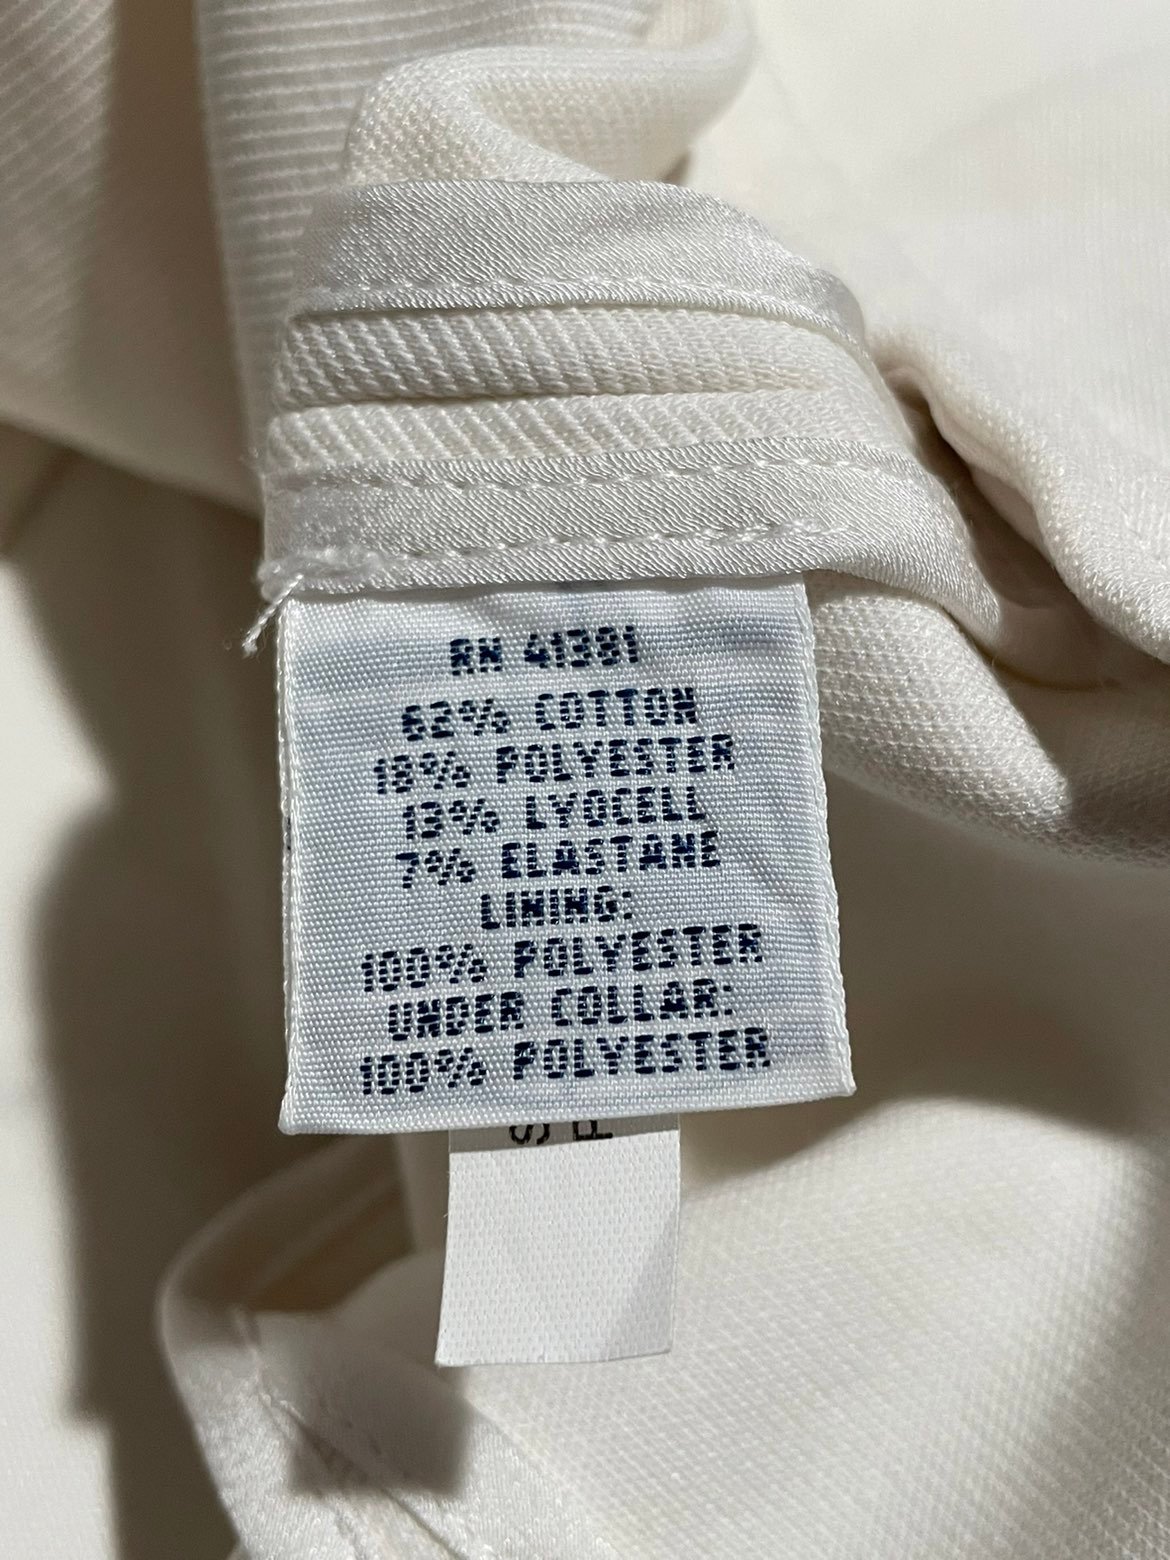 RN 41381
62% COTTON
18% POLYESTER
13% LYOCELL
7% ELASTANE
LINING:
100% POLYESTER
UNDER COLLAR:
100% POLYESTER